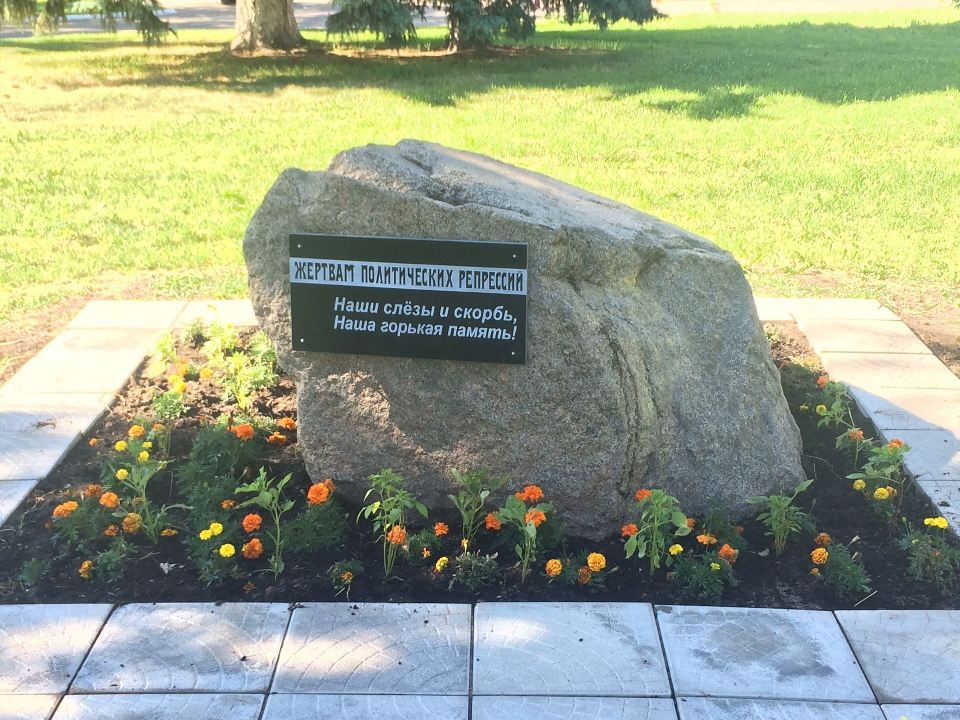 ЖЕРТВАМ ПОЛИТИЧЕСКИХ РЕПРЕССИЙ
Наши слёзы и скорбь,
Наша горькая память!